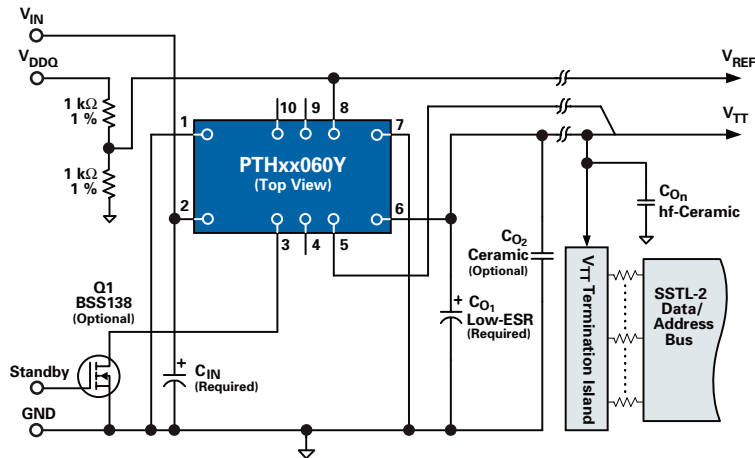 VIN
VDDQ
VREF
1 kΩ
1 %
10
9
8
1
7
VTT
PTHxx060Y
(Top View)
1 kΩ
1 %
2
6
3
4
5
COn
hf-Ceramic
CO2
Ceramic
(Optional)
Q1
BSS138
(Optional)
+
CO1
Low-ESR
(Required)
VTT Termination Island
SSTL-2
Data/
Address
Bus
Standby
+
CIN
(Required)
GND